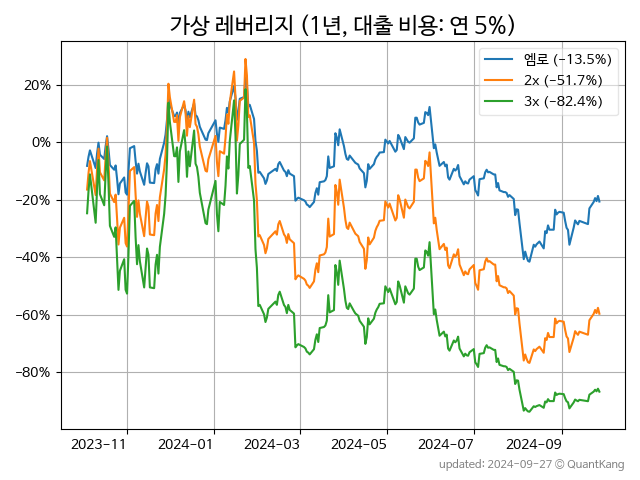 가상 레버리지 (1년, 대출 비용: 연 5%)
엠로 (−13.5%)
2x (−51.7%)
3x (−82.4%)
20%
0%
−20%
−40%
−60%
−80%
2023-11 2024-01 2024-03 2024-05 2024-07 2024-09
updated: 2024-09-27 © QuantKang